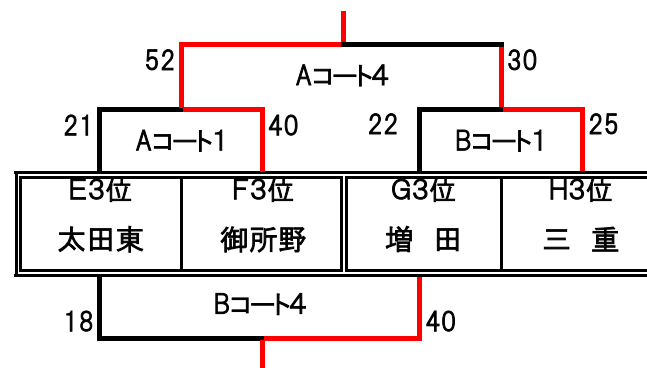 52 30
Aコート4
21 40 22 25
Aコート1 Bコート1
E3位 F3位 G3位 H3位
太田東 御所野 増 田 三 重
Bコート4
18 40